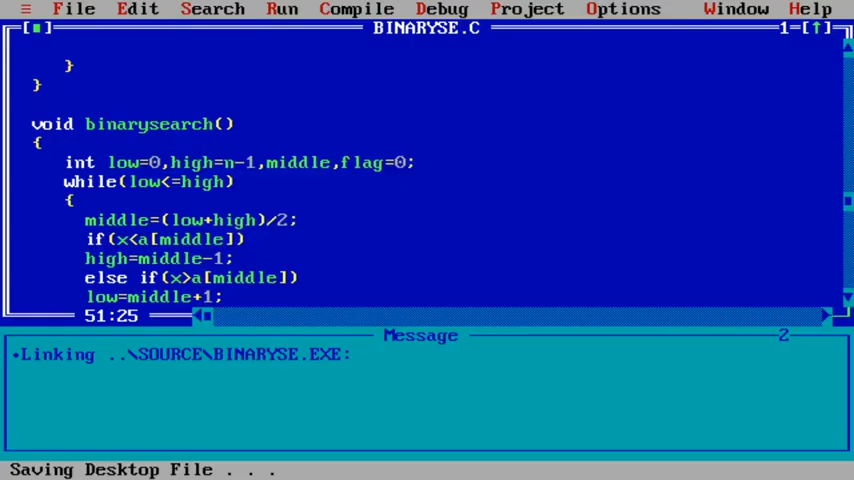 ≡ File Edit Search Run Compile Debug Project Options Window Help
[■] BINARYSE.C 1=[↑]
}
}
void binarysearch()
{
int low=0,high=n-1,middle,flag=0;
while(low<=high)
{
middle=(low+high)/2;
if(x<a[middle])
high=middle-1;
else if(x>a[middle])
low=middle+1;
51:25
Message 2
•Linking ..\SOURCE\BINARYSE.EXE:
Saving Desktop File . . .